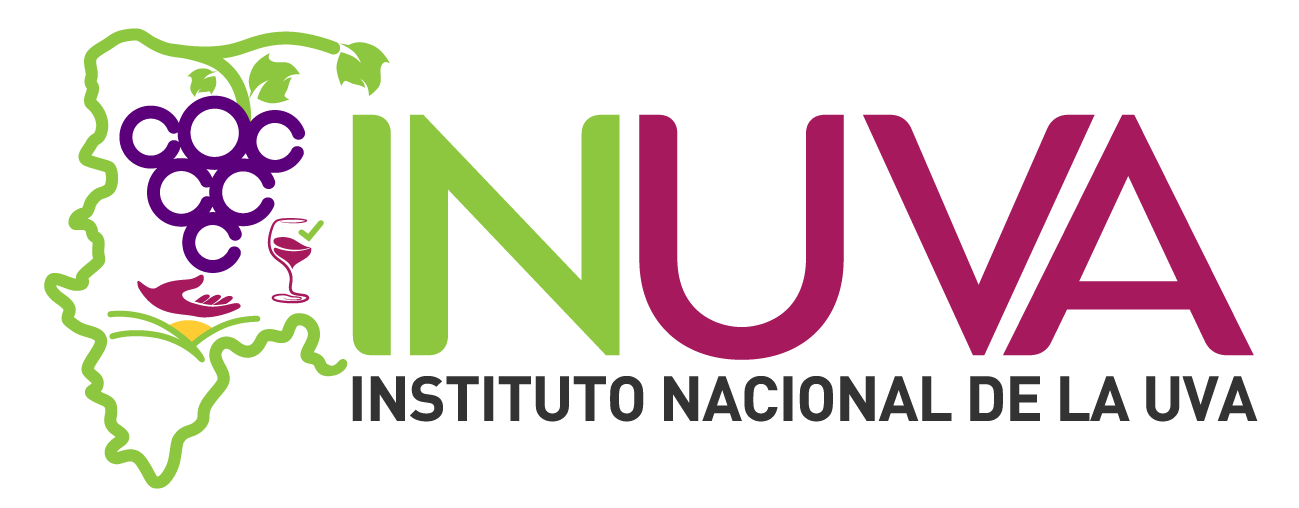 INUVA
INSTITUTO NACIONAL DE LA UVA